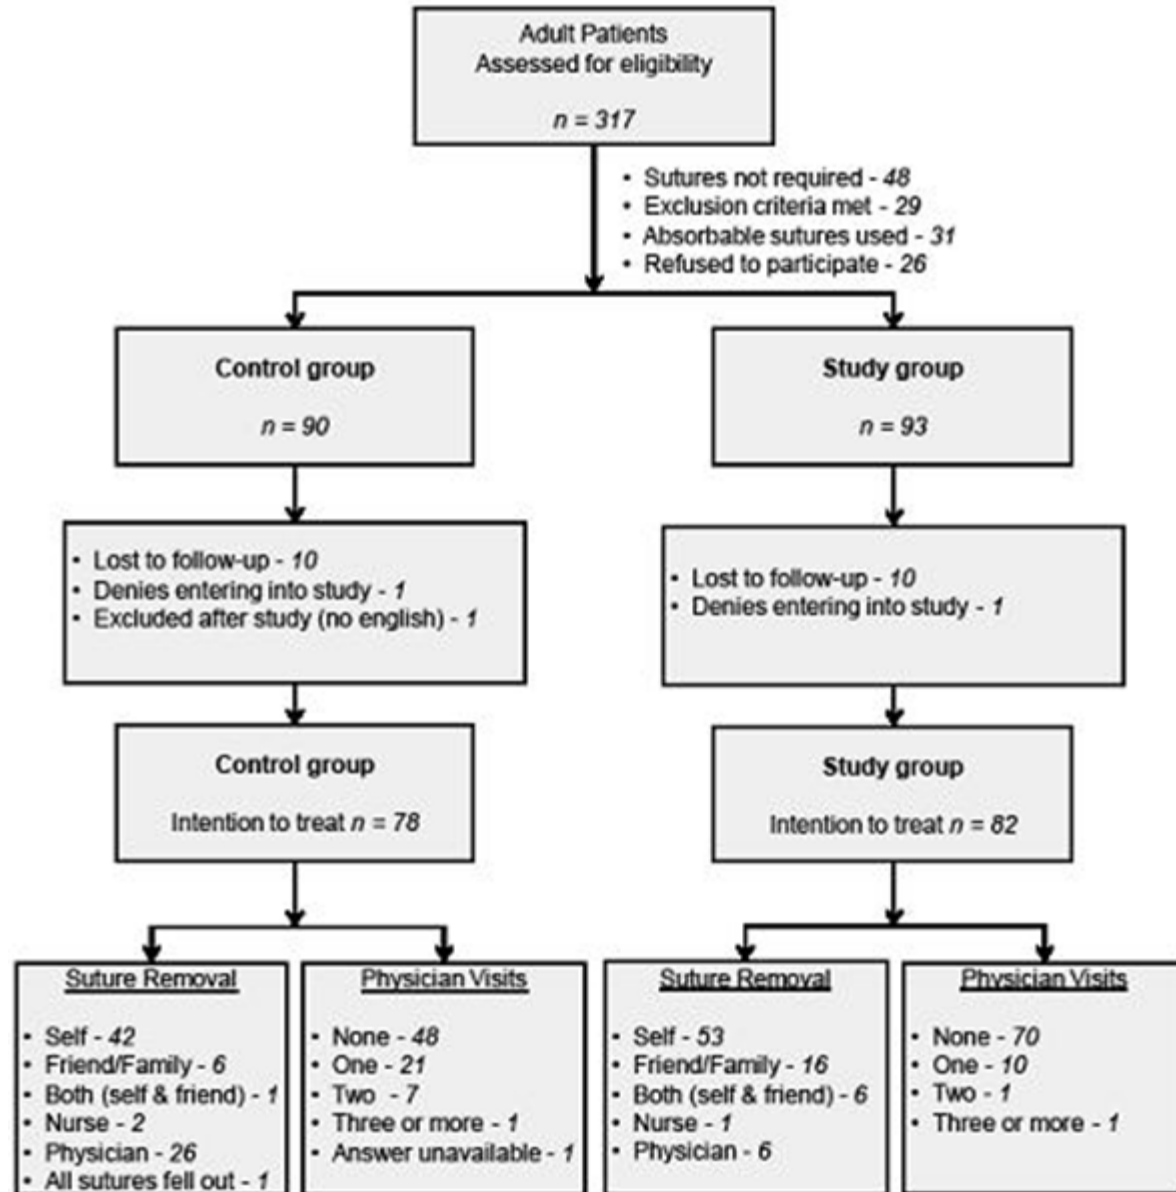 Adult Patients
Assessed for eligibility
n = 317
• Sutures not required - 48
• Exclusion criteria met - 29
• Absorbable sutures used - 31
• Refused to participate - 26
Control group
n = 90
Study group
n = 93
• Lost to follow-up - 10
• Denies entering into study - 1
• Excluded after study (no english) - 1
• Lost to follow-up - 10
• Denies entering into study - 1
Control group
Intention to treat n = 78
Study group
Intention to treat n = 82
Suture Removal
• Self - 42
• Friend/Family - 6
• Both (self & friend) - 1
• Nurse - 2
• Physician - 26
• All sutures fell out - 1
Physician Visits
• None - 48
• One - 21
• Two - 7
• Three or more - 1
• Answer unavailable - 1
Suture Removal
• Self - 53
• Friend/Family - 16
• Both (self & friend) - 6
• Nurse - 1
• Physician - 6
Physician Visits
• None - 70
• One - 10
• Two - 1
• Three or more - 1